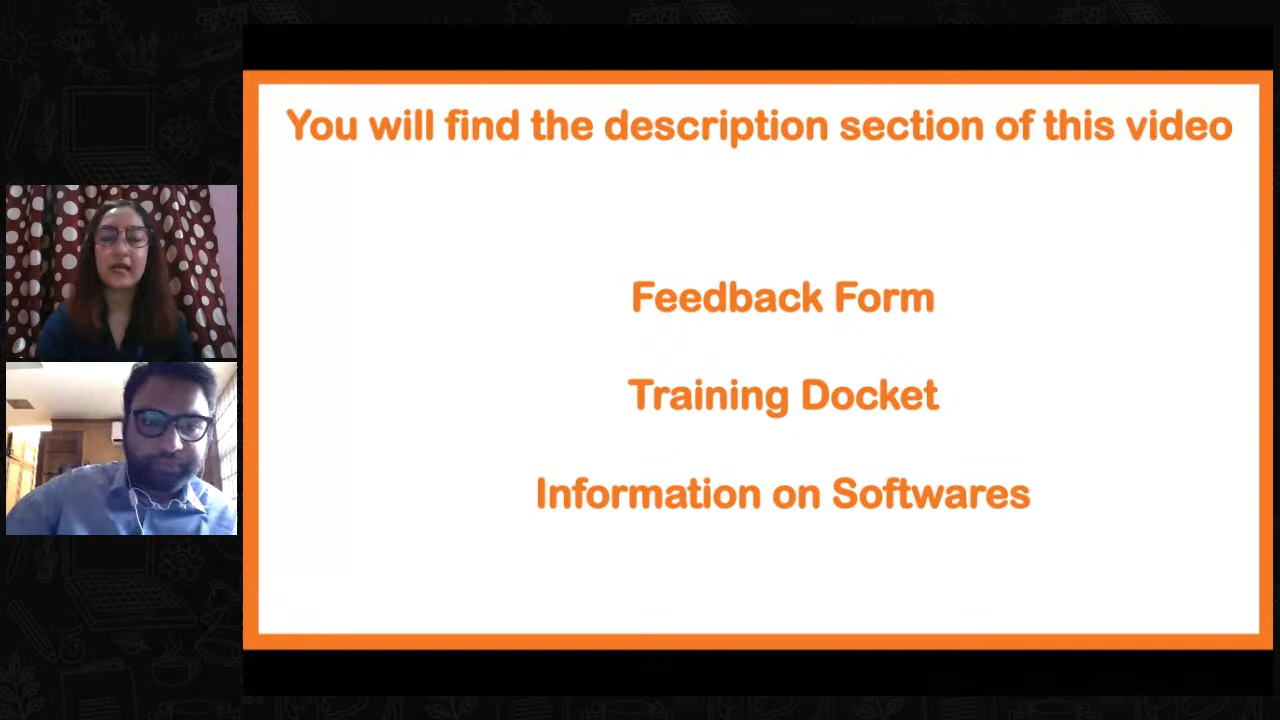 You will find the description section of this video
Feedback Form
Training Docket
Information on Softwares